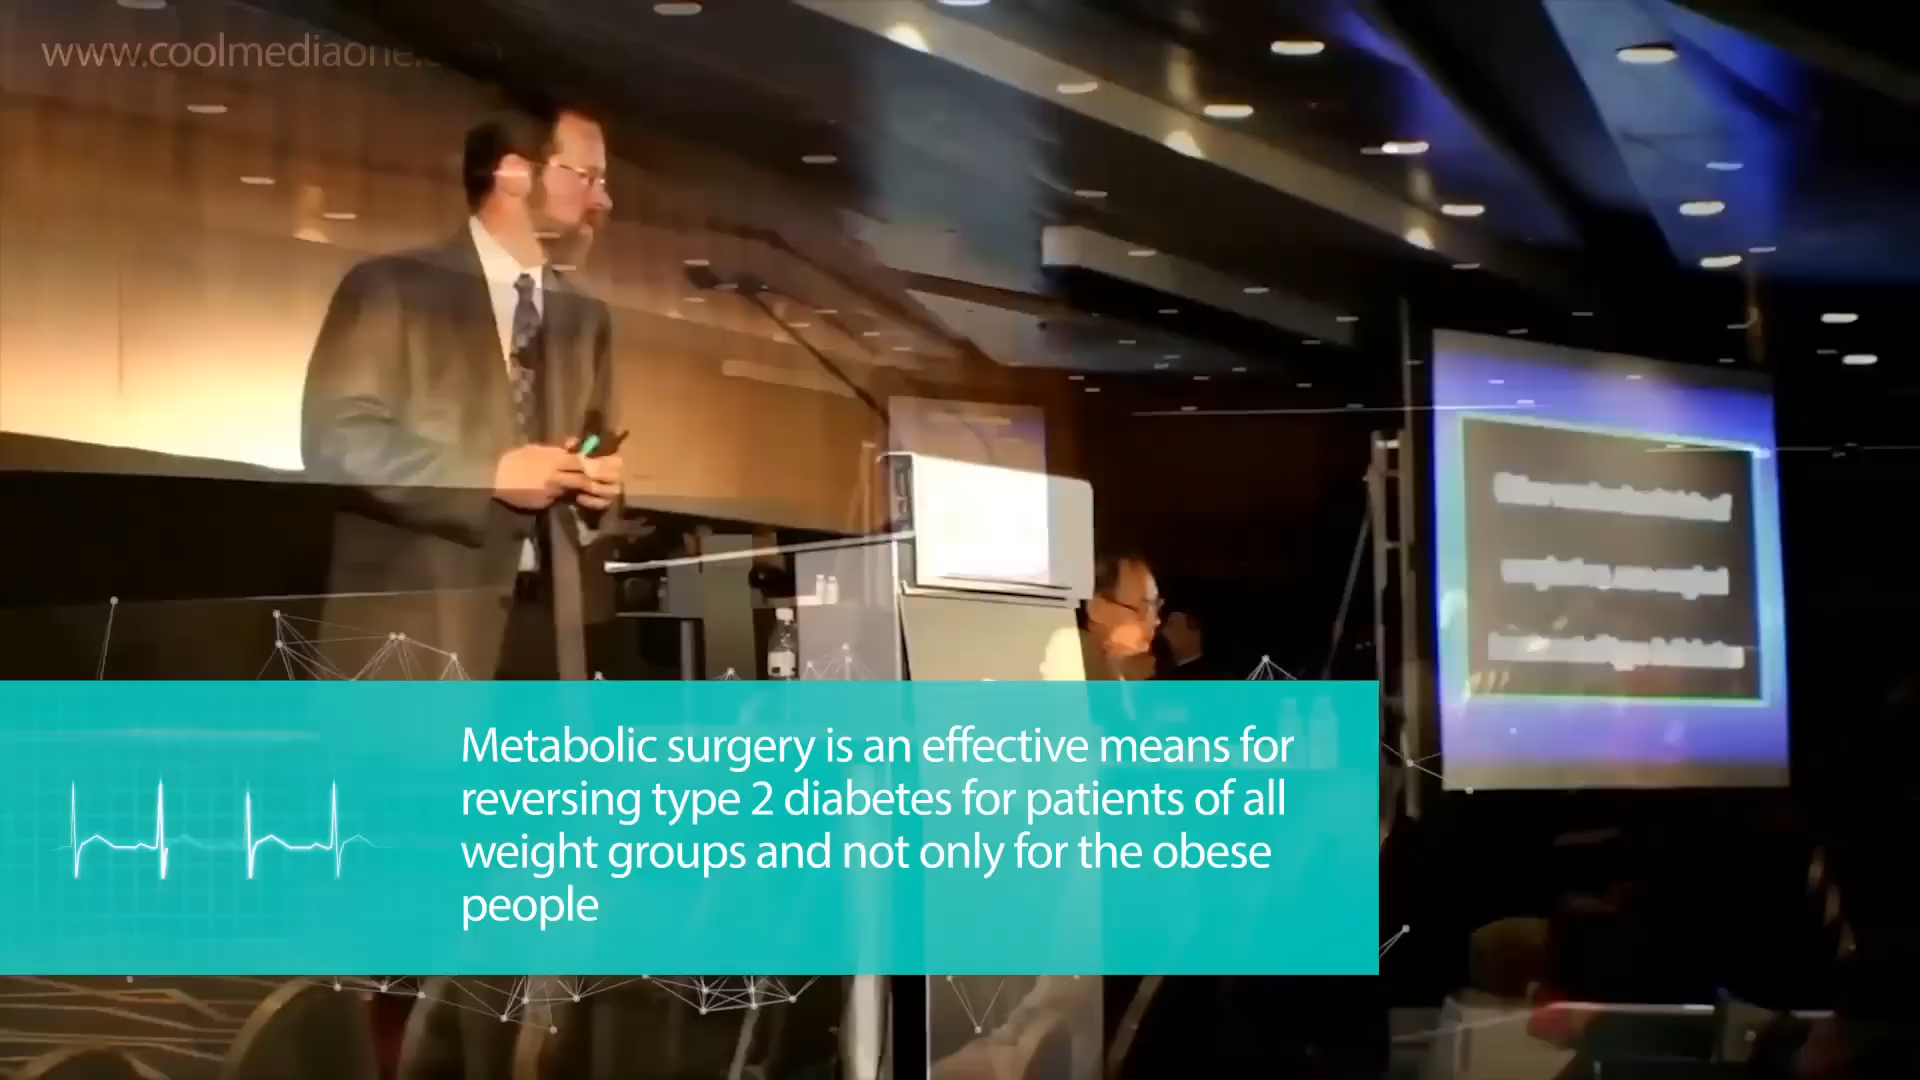 www.coolmediaone.
Metabolic surgery is an effective means for
reversing type 2 diabetes for patients of all
weight groups and not only for the obese
people